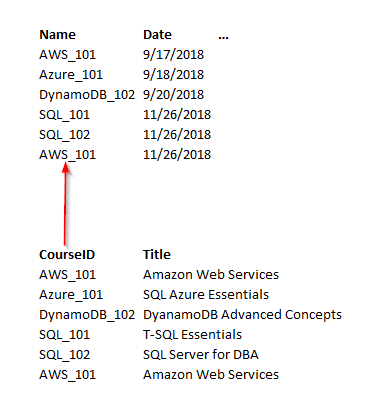 Name Date ...
AWS_101 9/17/2018
Azure_101 9/18/2018
DynamoDB_102 9/20/2018
SQL_101 11/26/2018
SQL_102 11/26/2018
AWS_101 11/26/2018
CourseID Title
AWS_101 Amazon Web Services
Azure_101 SQL Azure Essentials
DynamoDB_102 DyanamoDB Advanced Concepts
SQL_101 T-SQL Essentials
SQL_102 SQL Server for DBA
AWS_101 Amazon Web Services